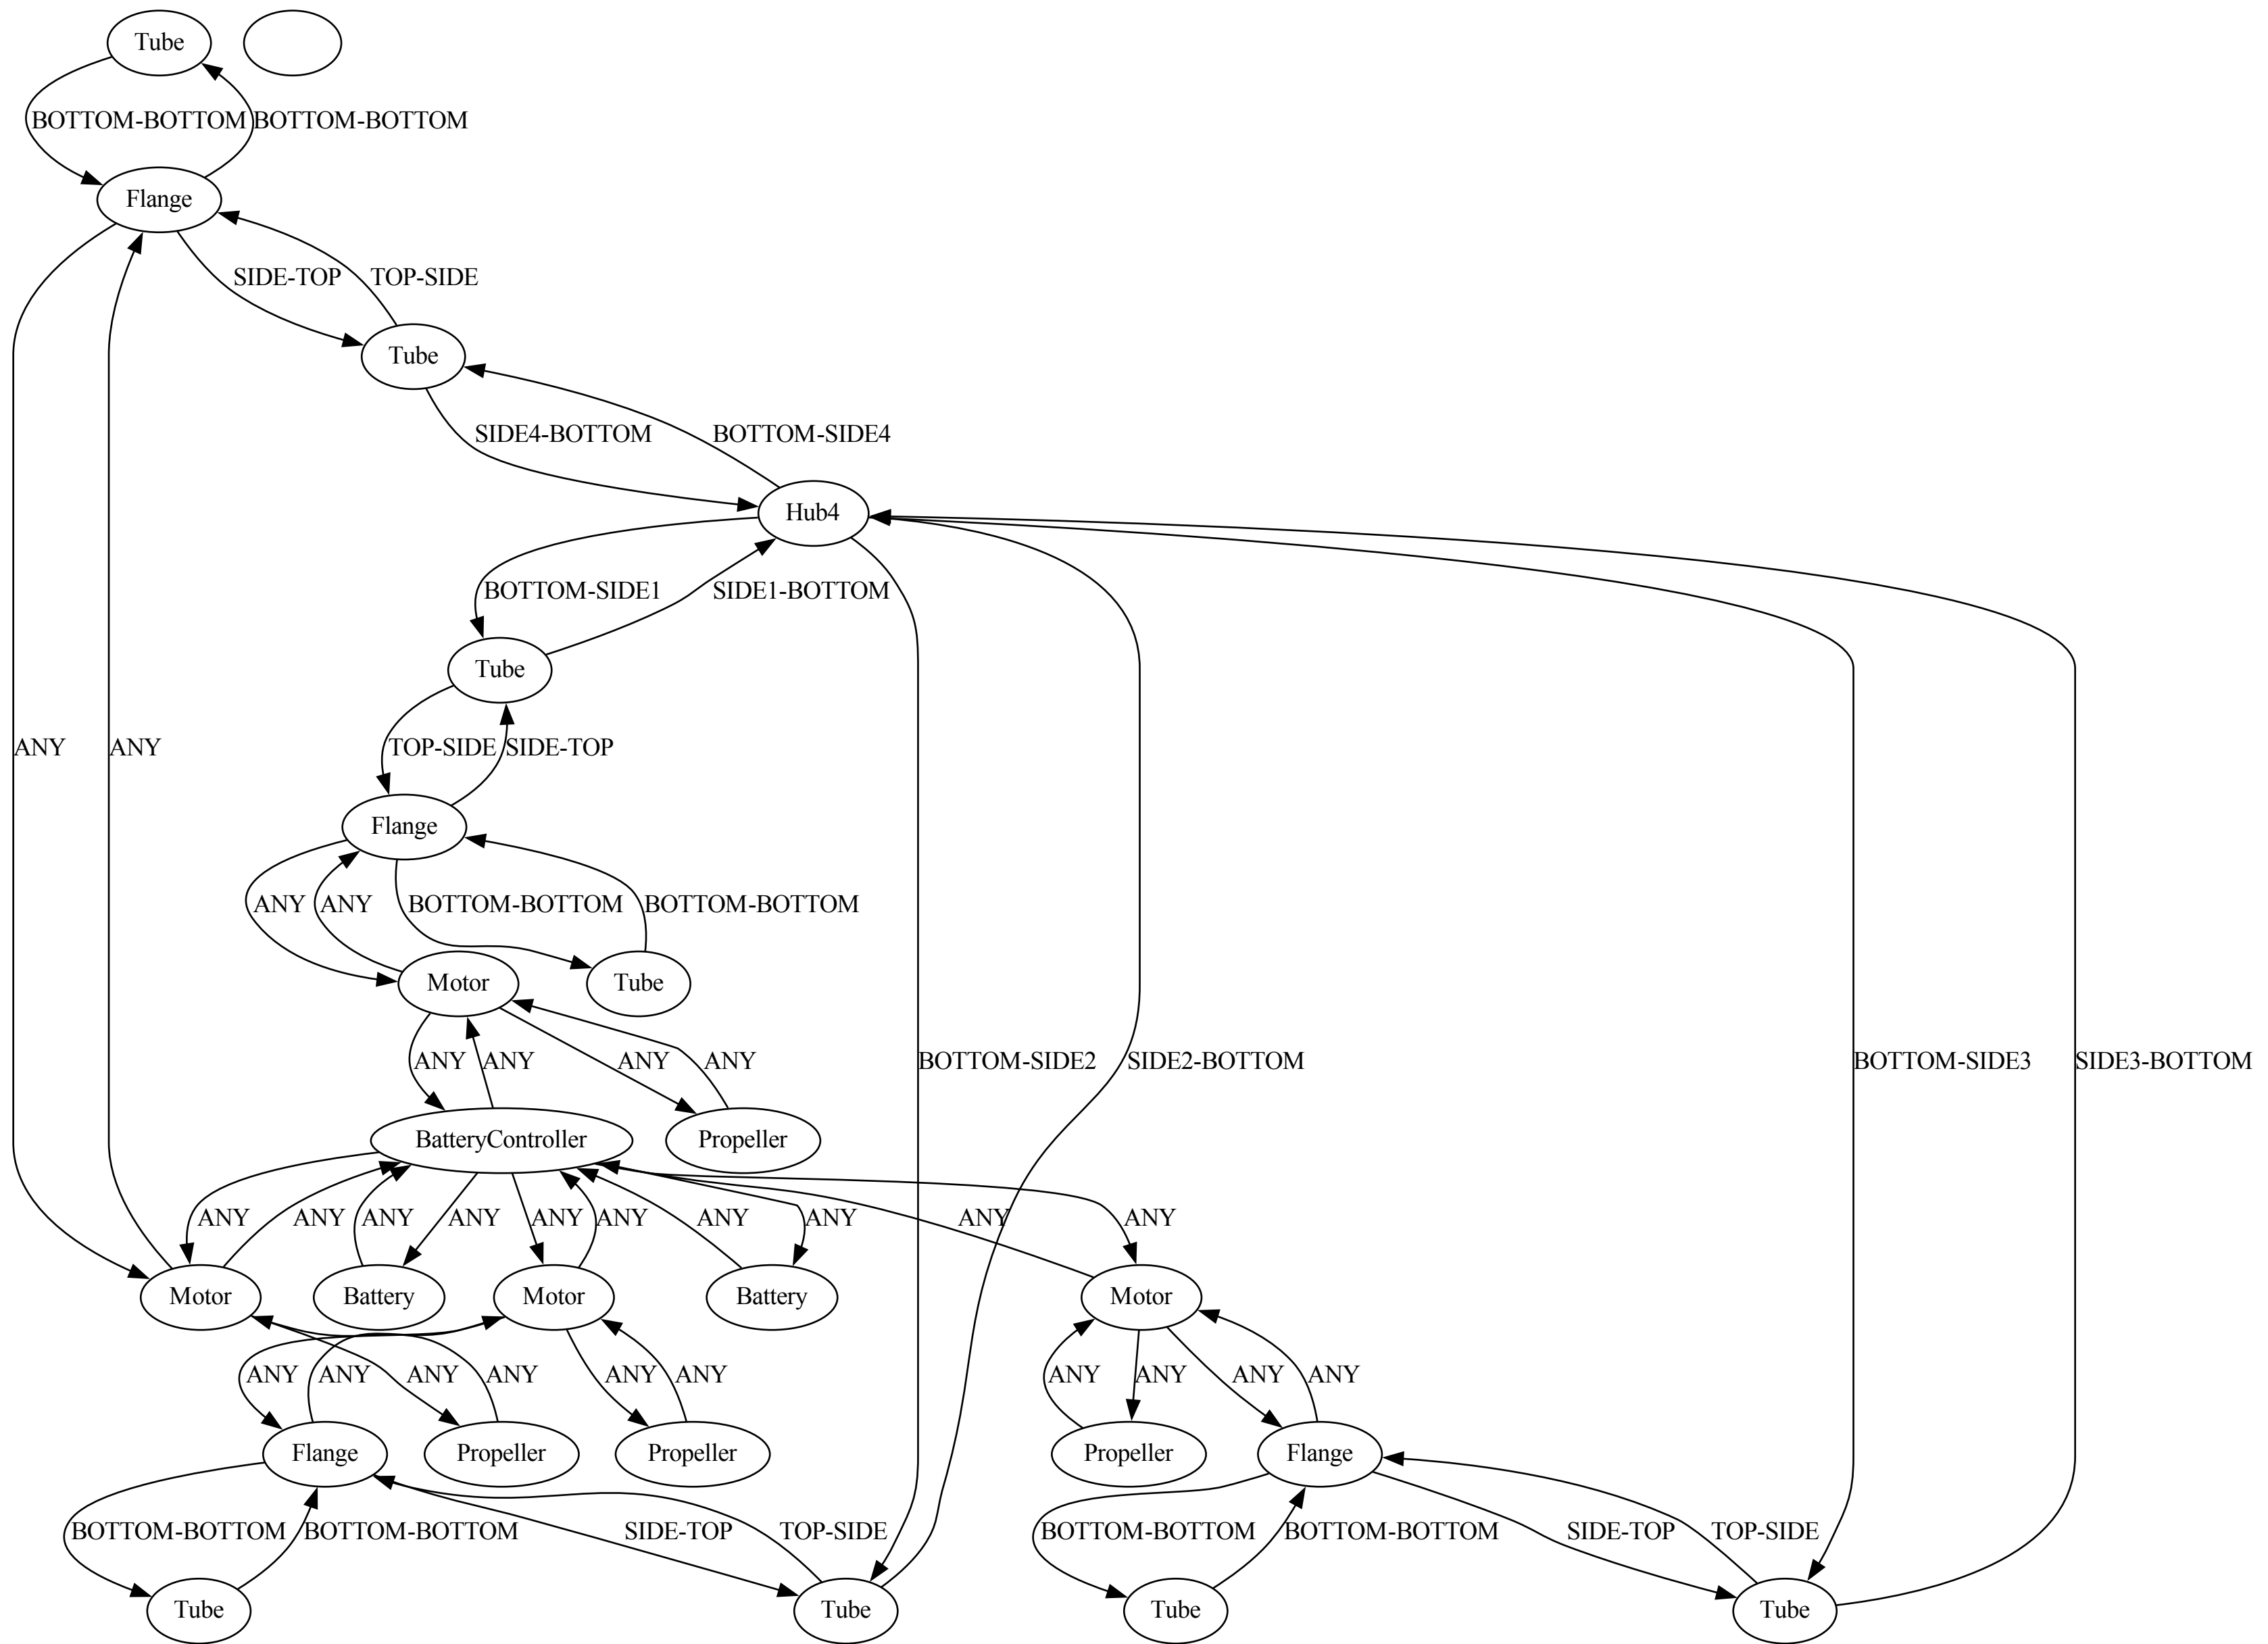 Tube
BOTTOM-BOTTOM
BOTTOM-BOTTOM
Flange
SIDE-TOP
TOP-SIDE
Tube
SIDE4-BOTTOM
BOTTOM-SIDE4
Hub4
BOTTOM-SIDE1
SIDE1-BOTTOM
Tube
ANY
ANY
TOP-SIDE
SIDE-TOP
Flange
ANY
ANY
BOTTOM-BOTTOM
BOTTOM-BOTTOM
Motor
Tube
ANY
ANY
ANY
ANY
BOTTOM-SIDE2
SIDE2-BOTTOM
BOTTOM-SIDE3
SIDE3-BOTTOM
BatteryController
Propeller
ANY
ANY
ANY
ANY
ANY
ANY
ANY
ANY
ANY
ANY
Motor
Battery
Motor
Battery
Motor
ANY
ANY
ANY
ANY
ANY
ANY
ANY
ANY
ANY
ANY
Flange
Propeller
Propeller
Propeller
Flange
BOTTOM-BOTTOM
BOTTOM-BOTTOM
SIDE-TOP
TOP-SIDE
BOTTOM-BOTTOM
BOTTOM-BOTTOM
SIDE-TOP
TOP-SIDE
Tube
Tube
Tube
Tube